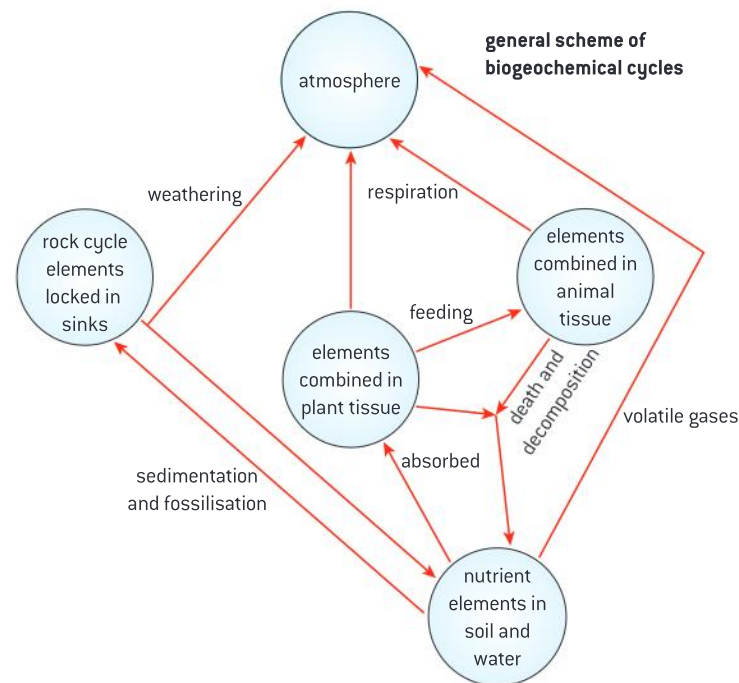 general scheme of
biogeochemical cycles
atmosphere
weathering
respiration
rock cycle
elements
locked in
sinks
elements
combined in
animal
tissue
feeding
elements
combined in
plant tissue
death and
decomposition
volatile gases
absorbed
sedimentation
and fossilisation
nutrient
elements in
soil and
water